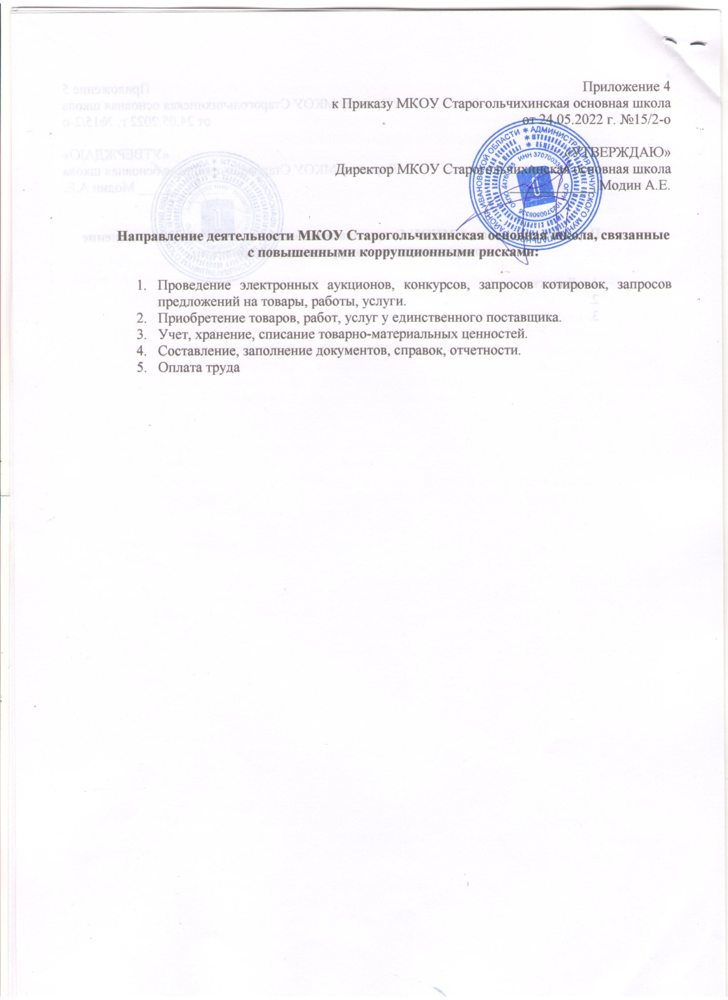 Приложение 4
к Приказу МКОУ Старогольчихинская основная школа
от 24.05.2022 г. №15/2-о
«УТВЕРЖДАЮ»
Директор МКОУ Старогольчихинская основная школа
Модин А.Е.
Направление деятельности МКОУ Старогольчихинская основная школа, связанные
с повышенными коррупционными рисками:
1. Проведение электронных аукционов, конкурсов, запросов котировок, запросов
предложений на товары, работы, услуги.
2. Приобретение товаров, работ, услуг у единственного поставщика.
3. Учет, хранение, списание товарно-материальных ценностей.
4. Составление, заполнение документов, справок, отчетности.
5. Оплата труда